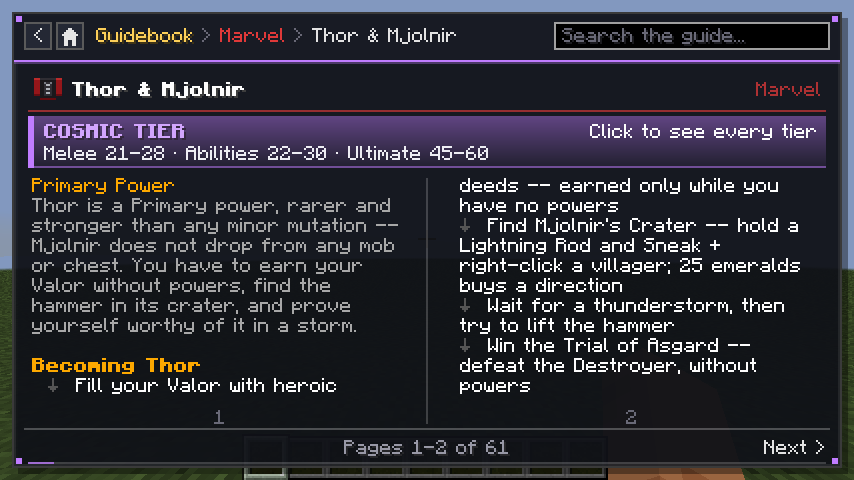 Guidebook > Marvel > Thor & Mjolnir
Search the guide...
Thor & Mjolnir
Marvel
COSMIC TIER
Click to see every tier
Melee 21-28 · Abilities 22-30 · Ultimate 45-60
Primary Power
Thor is a Primary power, rarer and
stronger than any minor mutation --
Mjolnir does not drop from any mob
or chest. You have to earn your
Valor without powers, find the
hammer in its crater, and prove
yourself worthy of it in a storm.
Becoming Thor
↓ Fill your Valor with heroic
1
deeds -- earned only while you
have no powers
↓ Find Mjolnir's Crater -- hold a
Lightning Rod and Sneak +
right-click a villager; 25 emeralds
buys a direction
↓ Wait for a thunderstorm, then
try to lift the hammer
↓ Win the Trial of Asgard --
defeat the Destroyer, without
powers
2
Pages 1-2 of 61
Next >